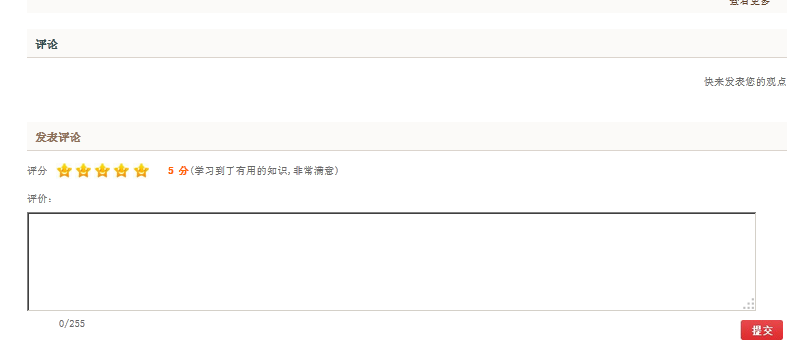 查看更多
评论
快来发表您的观点
发表评论
评分 5 分(学习到了有用的知识,非常满意)
评价:
0/255
提交